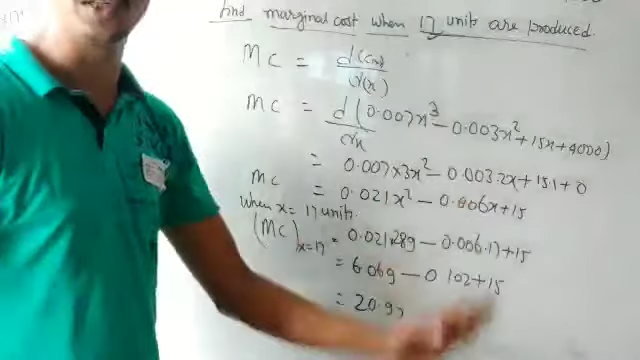 find marginal cost when 17 units are produced.
MC = d(Cx)/d(x)
MC = d/dx (0.007x³ - 0.003x² + 15x + 4000)
= 0.007×3x² - 0.003.2x + 15.1 + 0
MC = 0.021x² - 0.006x + 15
when x = 17 units
(MC)x=17 = 0.021×289 - 0.006.17 + 15
= 6.069 - 0.102 + 15
= 20.97